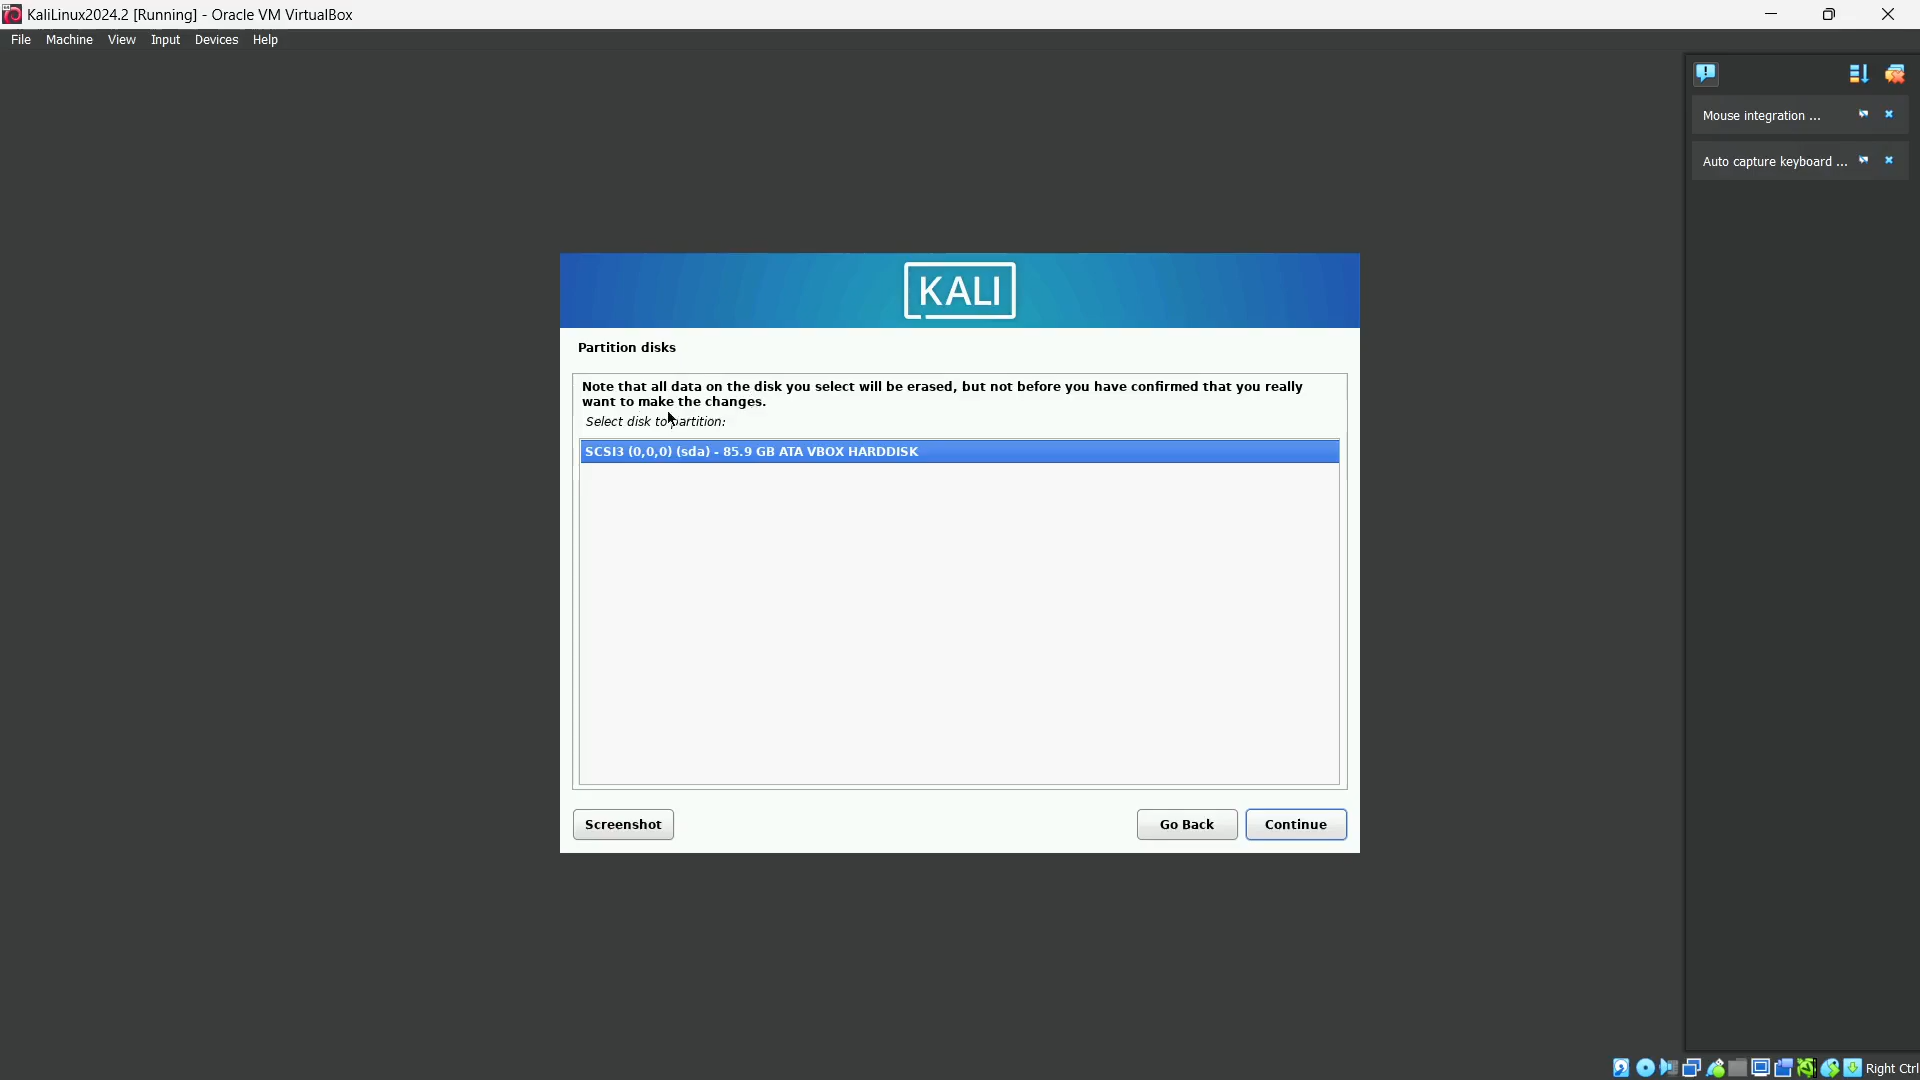 KaliLinux2024.2 [Running] - Oracle VM VirtualBox
File Machine View Input Devices Help
Mouse integration ...
Auto capture keyboard ...
KALI
Partition disks
Note that all data on the disk you select will be erased, but not before you have confirmed that you really
want to make the changes.
Select disk to partition:
SCSI3 (0,0,0) (sda) - 85.9 GB ATA VBOX HARDDISK
Screenshot Go Back Continue
Right Ctrl